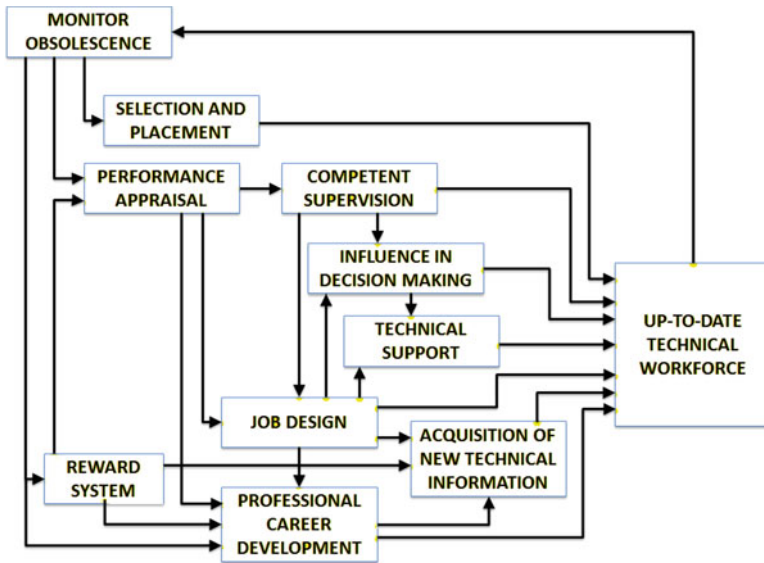 MONITOR
OBSOLESCENCE
SELECTION AND
PLACEMENT
PERFORMANCE
APPRAISAL
COMPETENT
SUPERVISION
INFLUENCE IN
DECISION MAKING
TECHNICAL
SUPPORT
UP-TO-DATE
TECHNICAL
WORKFORCE
JOB DESIGN
ACQUISITION OF
NEW TECHNICAL
INFORMATION
REWARD
SYSTEM
PROFESSIONAL
CAREER
DEVELOPMENT